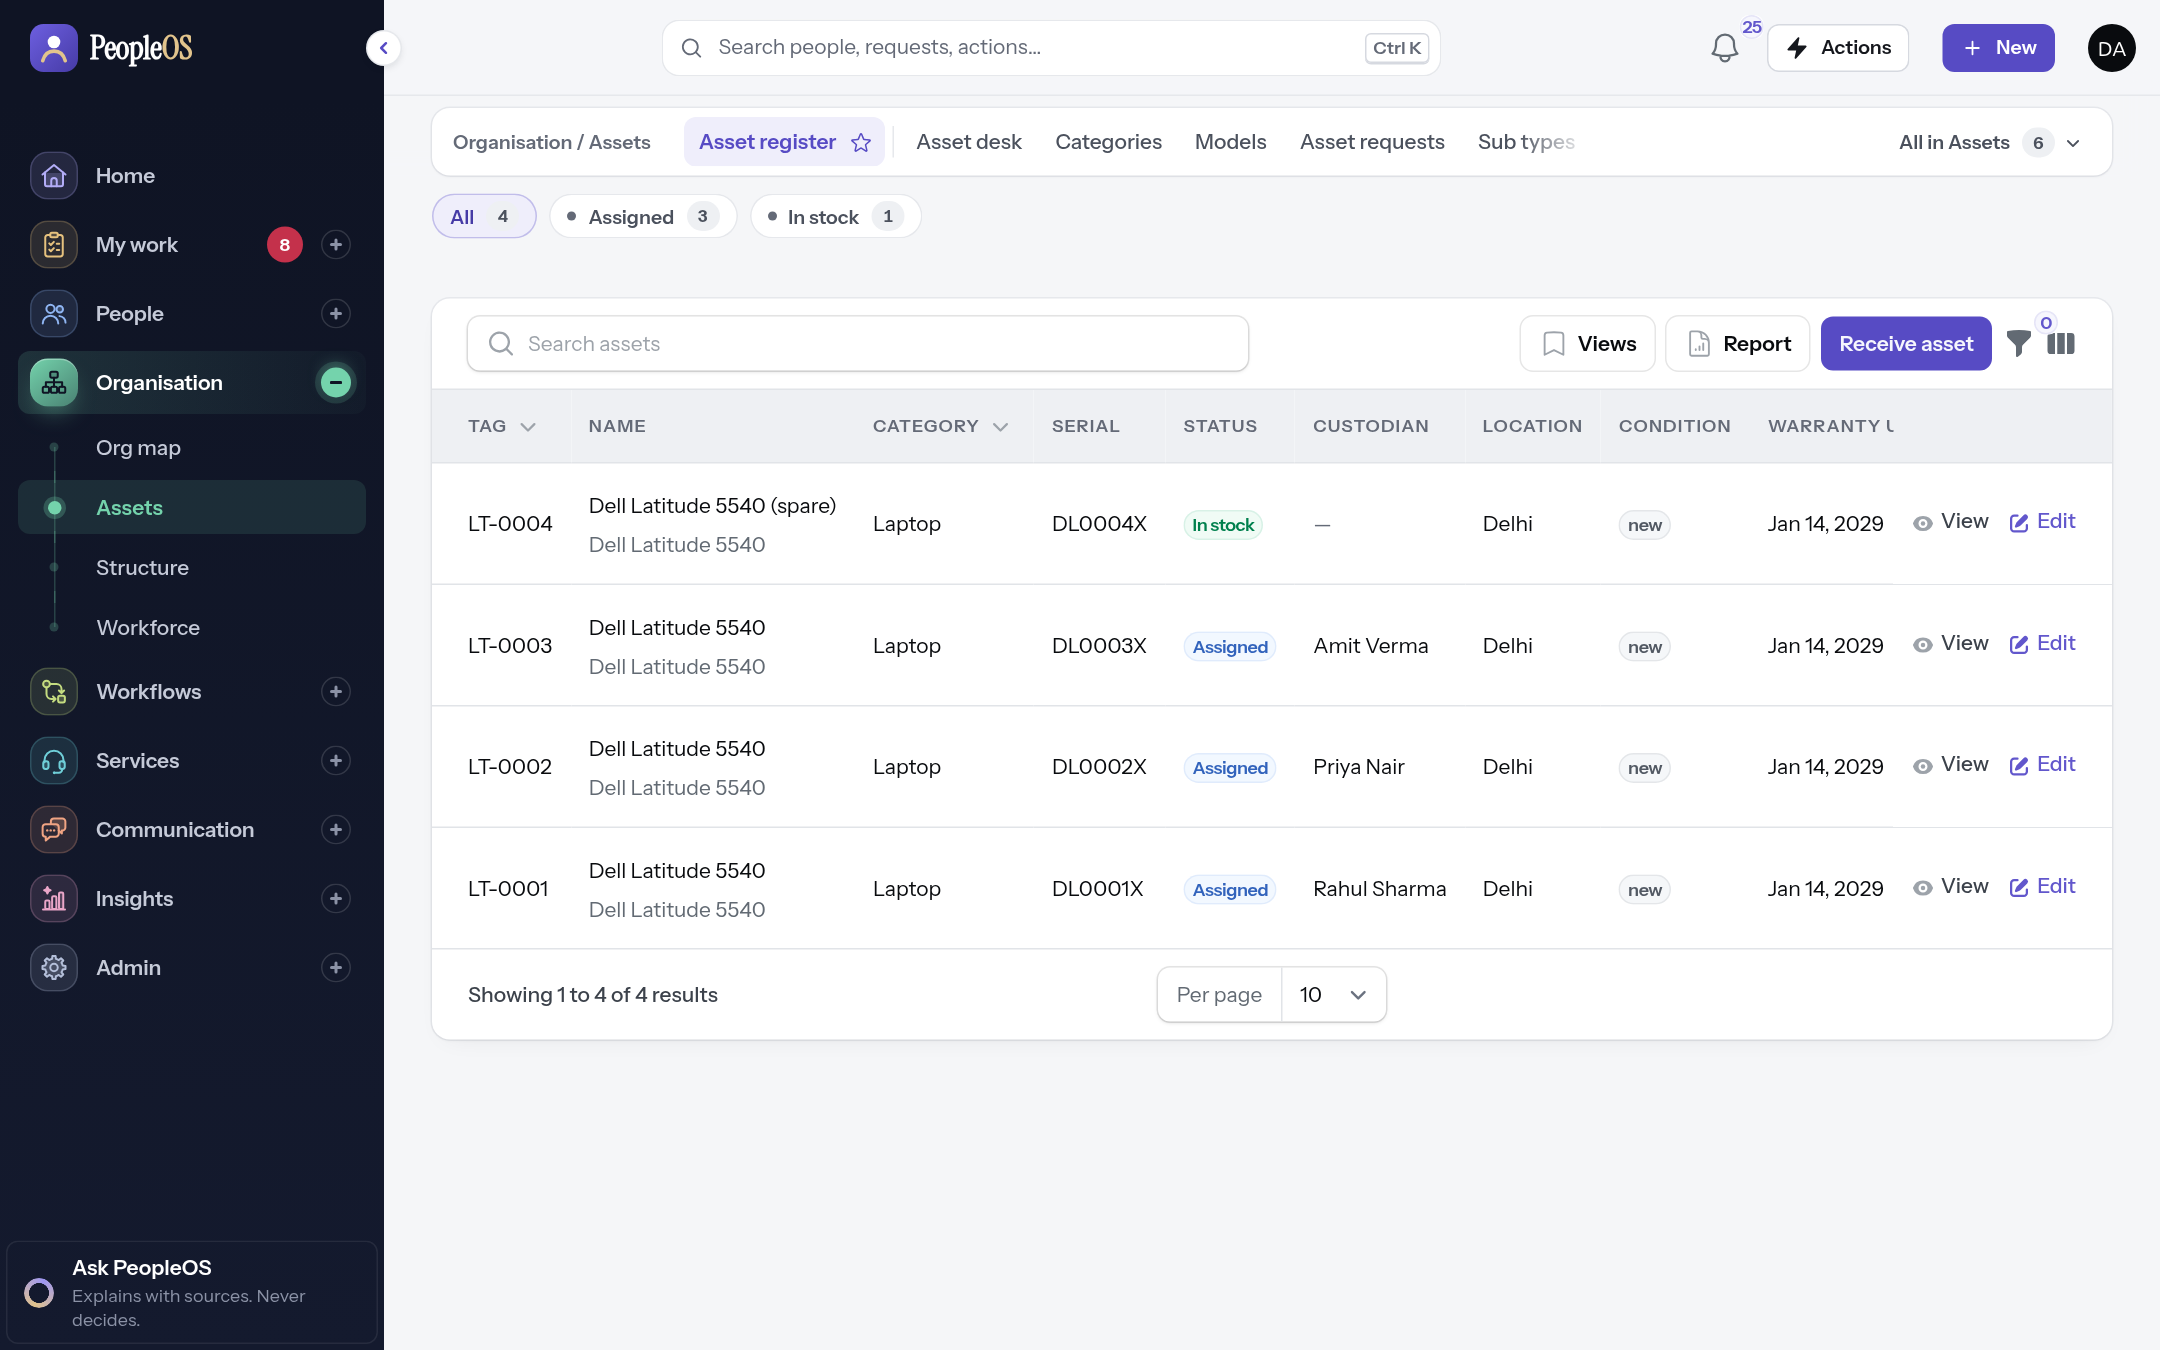 PeopleOS
Search people, requests, actions...
Ctrl K
25
Actions
New
DA
Home
My work
8
People
Organisation
Org map
Assets
Structure
Workforce
Workflows
Services
Communication
Insights
Admin
Ask PeopleOS
Explains with sources. Never
decides.
Organisation / Assets
Asset register
Asset desk
Categories
Models
Asset requests
Sub types
All in Assets 6
All 4
Assigned 3
In stock 1
Search assets
Views
Report
Receive asset
0
TAG NAME CATEGORY SERIAL STATUS CUSTODIAN LOCATION CONDITION WARRANTY
LT-0004 Dell Latitude 5540 (spare) Laptop DL0004X In stock — Delhi new Jan 14, 2029 View Edit
Dell Latitude 5540
LT-0003 Dell Latitude 5540 Laptop DL0003X Assigned Amit Verma Delhi new Jan 14, 2029 View Edit
Dell Latitude 5540
LT-0002 Dell Latitude 5540 Laptop DL0002X Assigned Priya Nair Delhi new Jan 14, 2029 View Edit
Dell Latitude 5540
LT-0001 Dell Latitude 5540 Laptop DL0001X Assigned Rahul Sharma Delhi new Jan 14, 2029 View Edit
Dell Latitude 5540
Showing 1 to 4 of 4 results
Per page 10